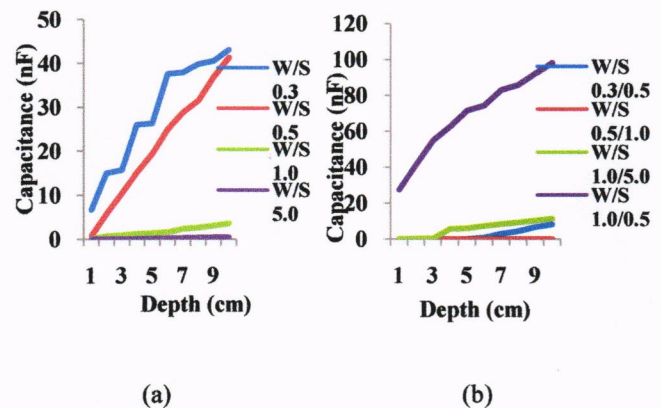 Capacitance (nF)
50
40
30
20
10
0
1 3 5 7 9
Depth (cm)
W/S
0.3
W/S
0.5
W/S
1.0
W/S
5.0
(a)
Capacitance (nF)
120
100
80
60
40
20
0
1 3 5 7 9
Depth (cm)
W/S
0.3/0.5
W/S
0.5/1.0
W/S
1.0/5.0
W/S
1.0/0.5
(b)